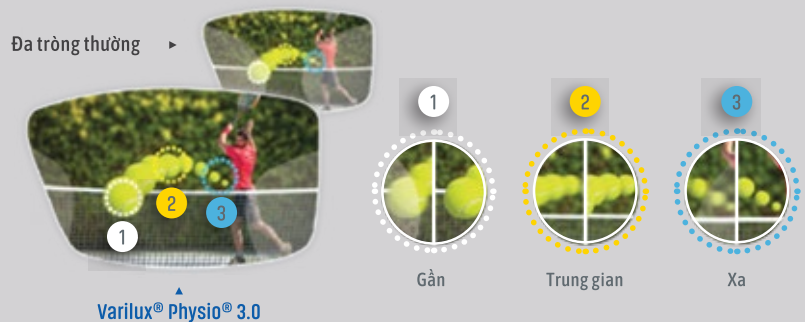 Đa tròng thường
1
2
3
Varilux® Physio® 3.0
1
2
3
Gần
Trung gian
Xa